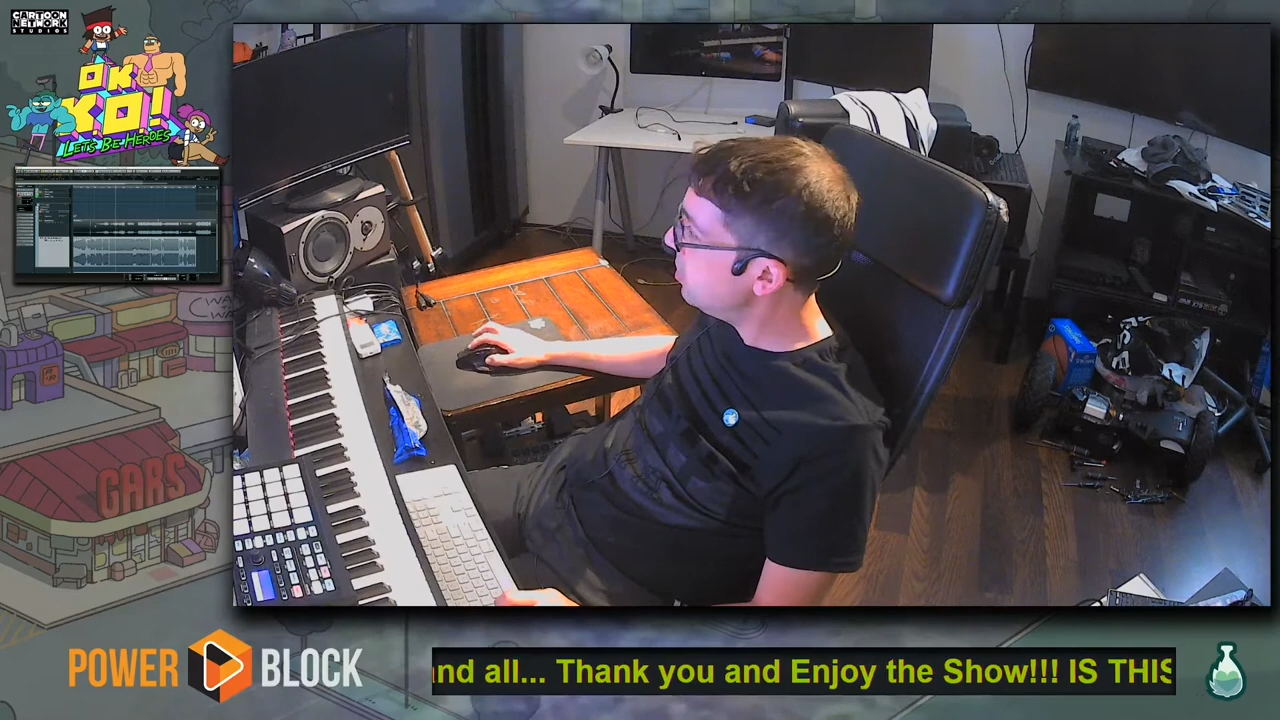 CARTOON
NETWORK
STUDIOS
OK
K.O.!
LET'S BE HEROES
CARS
POWER BLOCK
nd all... Thank you and Enjoy the Show!!! IS THIS